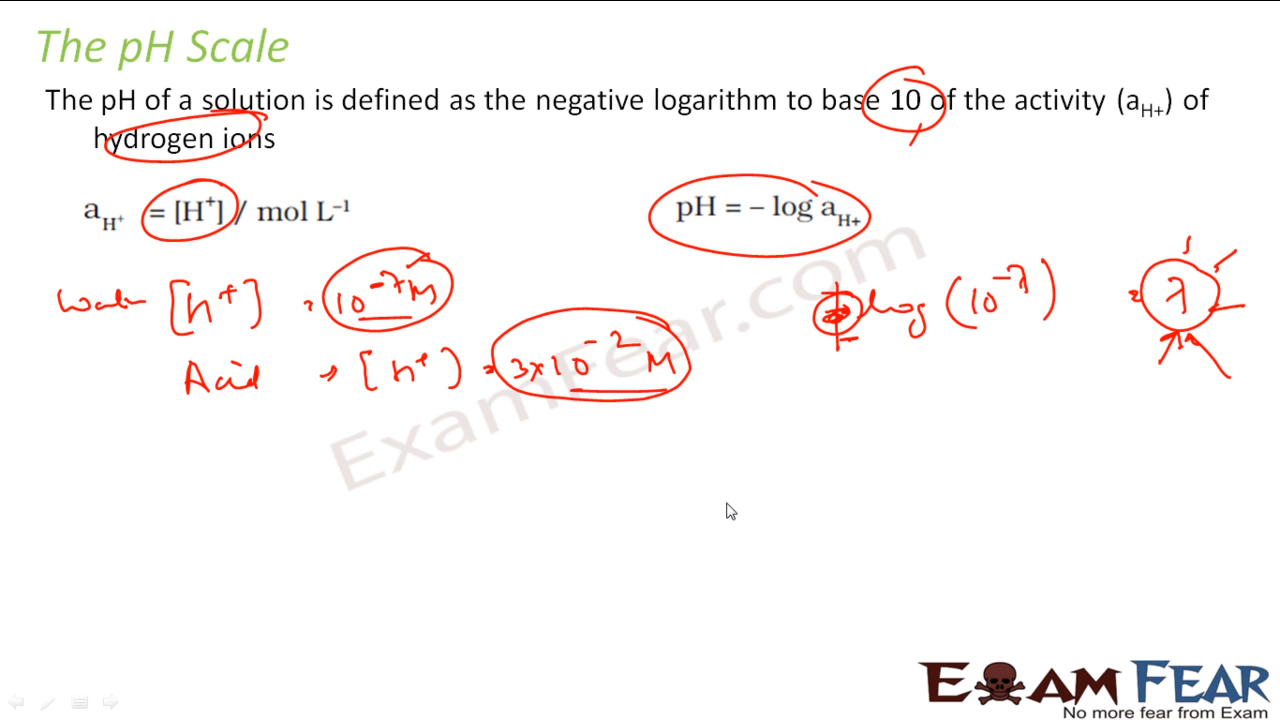 The pH Scale
The pH of a solution is defined as the negative logarithm to base 10 of the activity (aH+) of
hydrogen ions
aH+ = [H+] / mol L–1
pH = – log aH+
Water [H+] = 10-7 M
- log (10-7) = 7
Acid → [H+] = 3×10-2 M
ExamFear.com
EXAM FEAR
No more fear from Exam